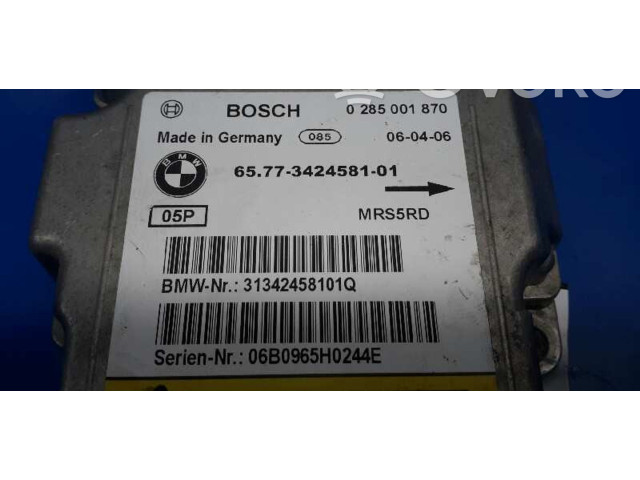 BOSCH 0 285 001 870
Made in Germany 085 06-04-06
BMW 65.77-3424581-01
05P MRS5RD
BMW-Nr.: 31342458101Q
Serien-Nr.: 06B0965H0244E